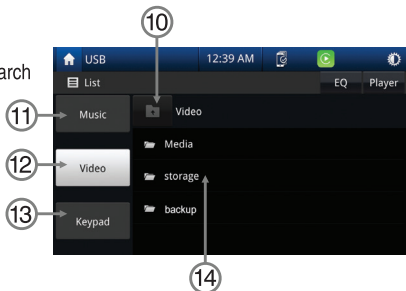 ⑩
USB 12:39 AM
arch
List EQ Player
⑪ Music Video
Media
⑫ Video storage
backup
⑬ Keypad
⑭